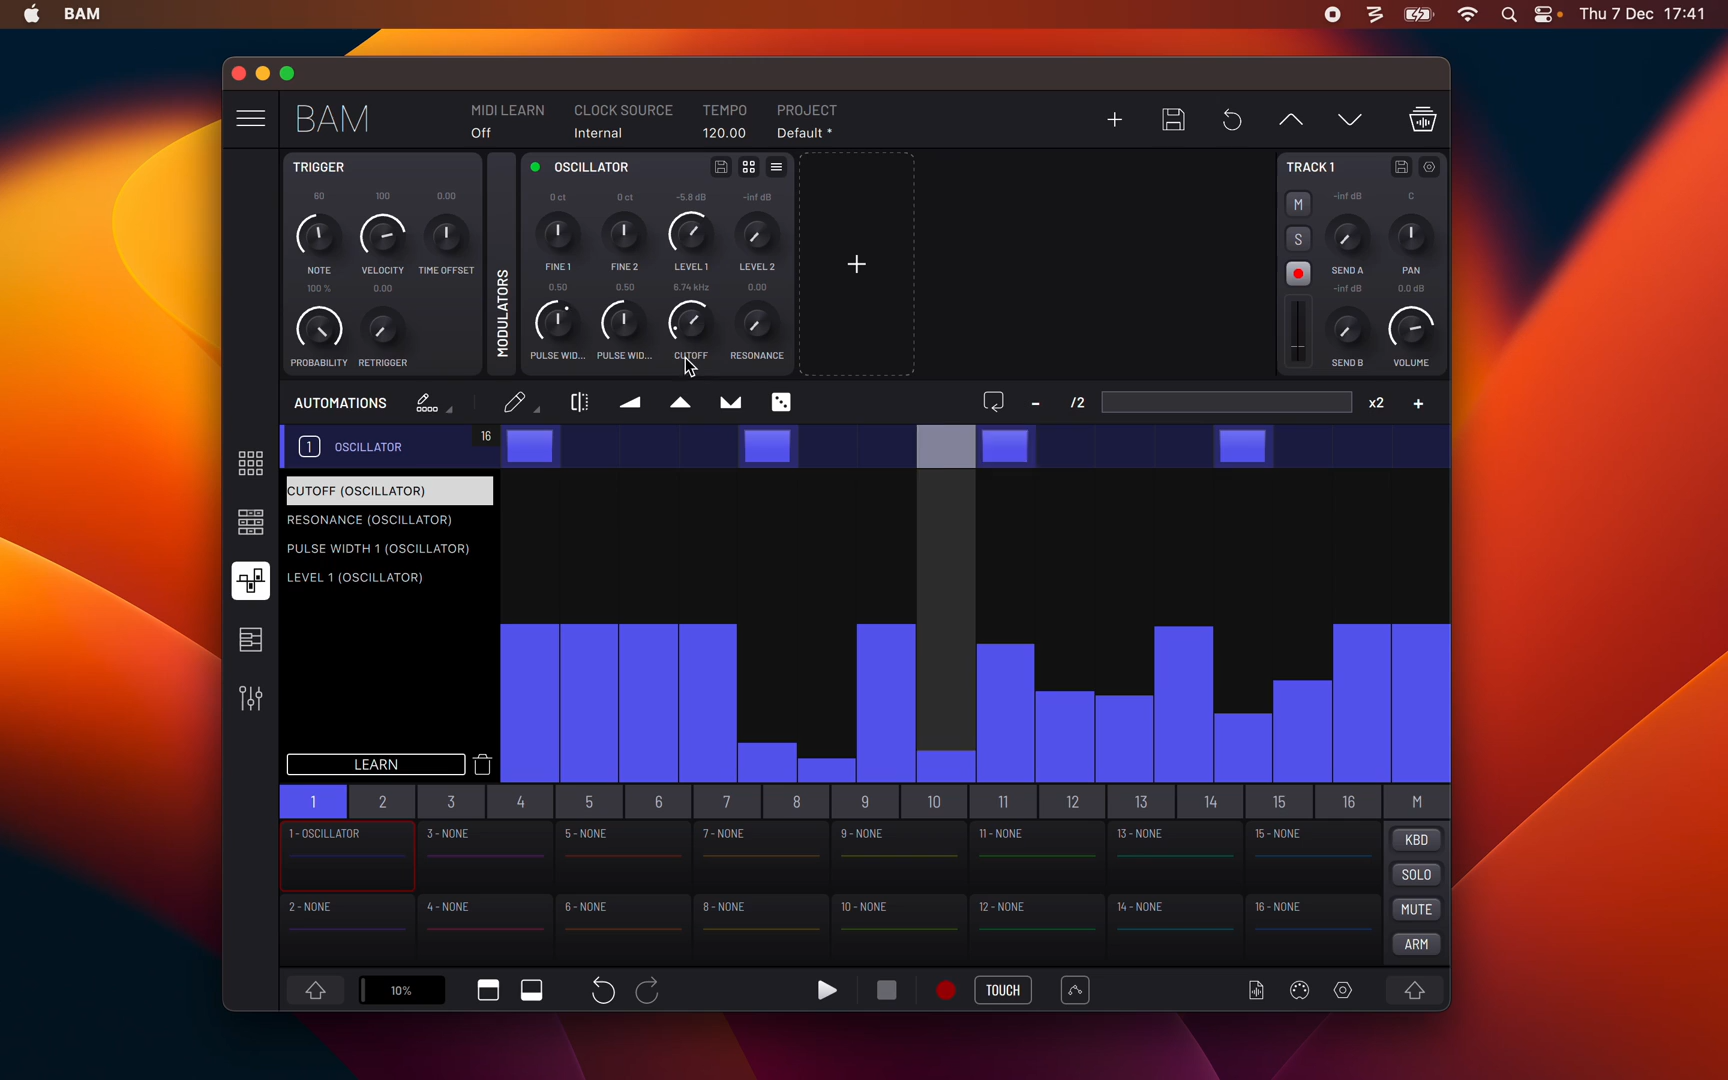 BAM
Thu 7 Dec 17:41
BAM
MIDI LEARN CLOCK SOURCE TEMPO PROJECT
Off Internal 120.00 Default *
TRIGGER
60 100 0.00
NOTE VELOCITY TIME OFFSET
100 % 0.00
PROBABILITY RETRIGGER
MODULATORS
OSCILLATOR
0 ct 0 ct -5.8 dB -inf dB
FINE 1 FINE 2 LEVEL 1 LEVEL 2
0.50 0.50 6.74 kHz 0.00
PULSE WID... PULSE WID... CUTOFF RESONANCE
+
TRACK 1
M -inf dB C
S
SEND A PAN
-inf dB 0.0 dB
SEND B VOLUME
AUTOMATIONS - /2 x2 +
1 OSCILLATOR 16
CUTOFF (OSCILLATOR)
RESONANCE (OSCILLATOR)
PULSE WIDTH 1 (OSCILLATOR)
LEVEL 1 (OSCILLATOR)
LEARN
1 2 3 4 5 6 7 8 9 10 11 12 13 14 15 16 M
1 - OSCILLATOR 3 - NONE 5 - NONE 7 - NONE 9 - NONE 11 - NONE 13 - NONE 15 - NONE
KBD
SOLO
2 - NONE 4 - NONE 6 - NONE 8 - NONE 10 - NONE 12 - NONE 14 - NONE 16 - NONE
MUTE
ARM
10% TOUCH